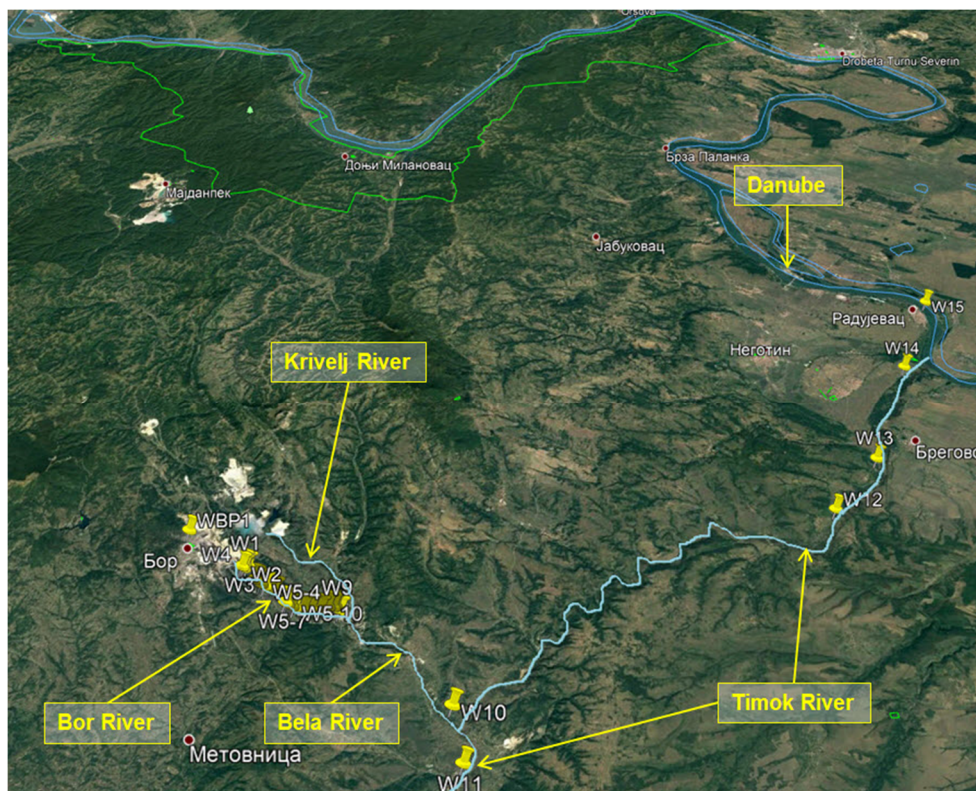 Orsova
Drobeta-Turnu Severin
Доњи Милановац
Брза Паланка
Мајданпек
Danube
Јабуковац
W15
Радујевац
Неготин
W14
Krivelj River
W13
Брегово
W12
WBP1
W1
Бор
W4
W2
W3
W5-4
W9
W5-7
W5-10
Timok River
W10
Bor River
Bela River
Метовница
W11